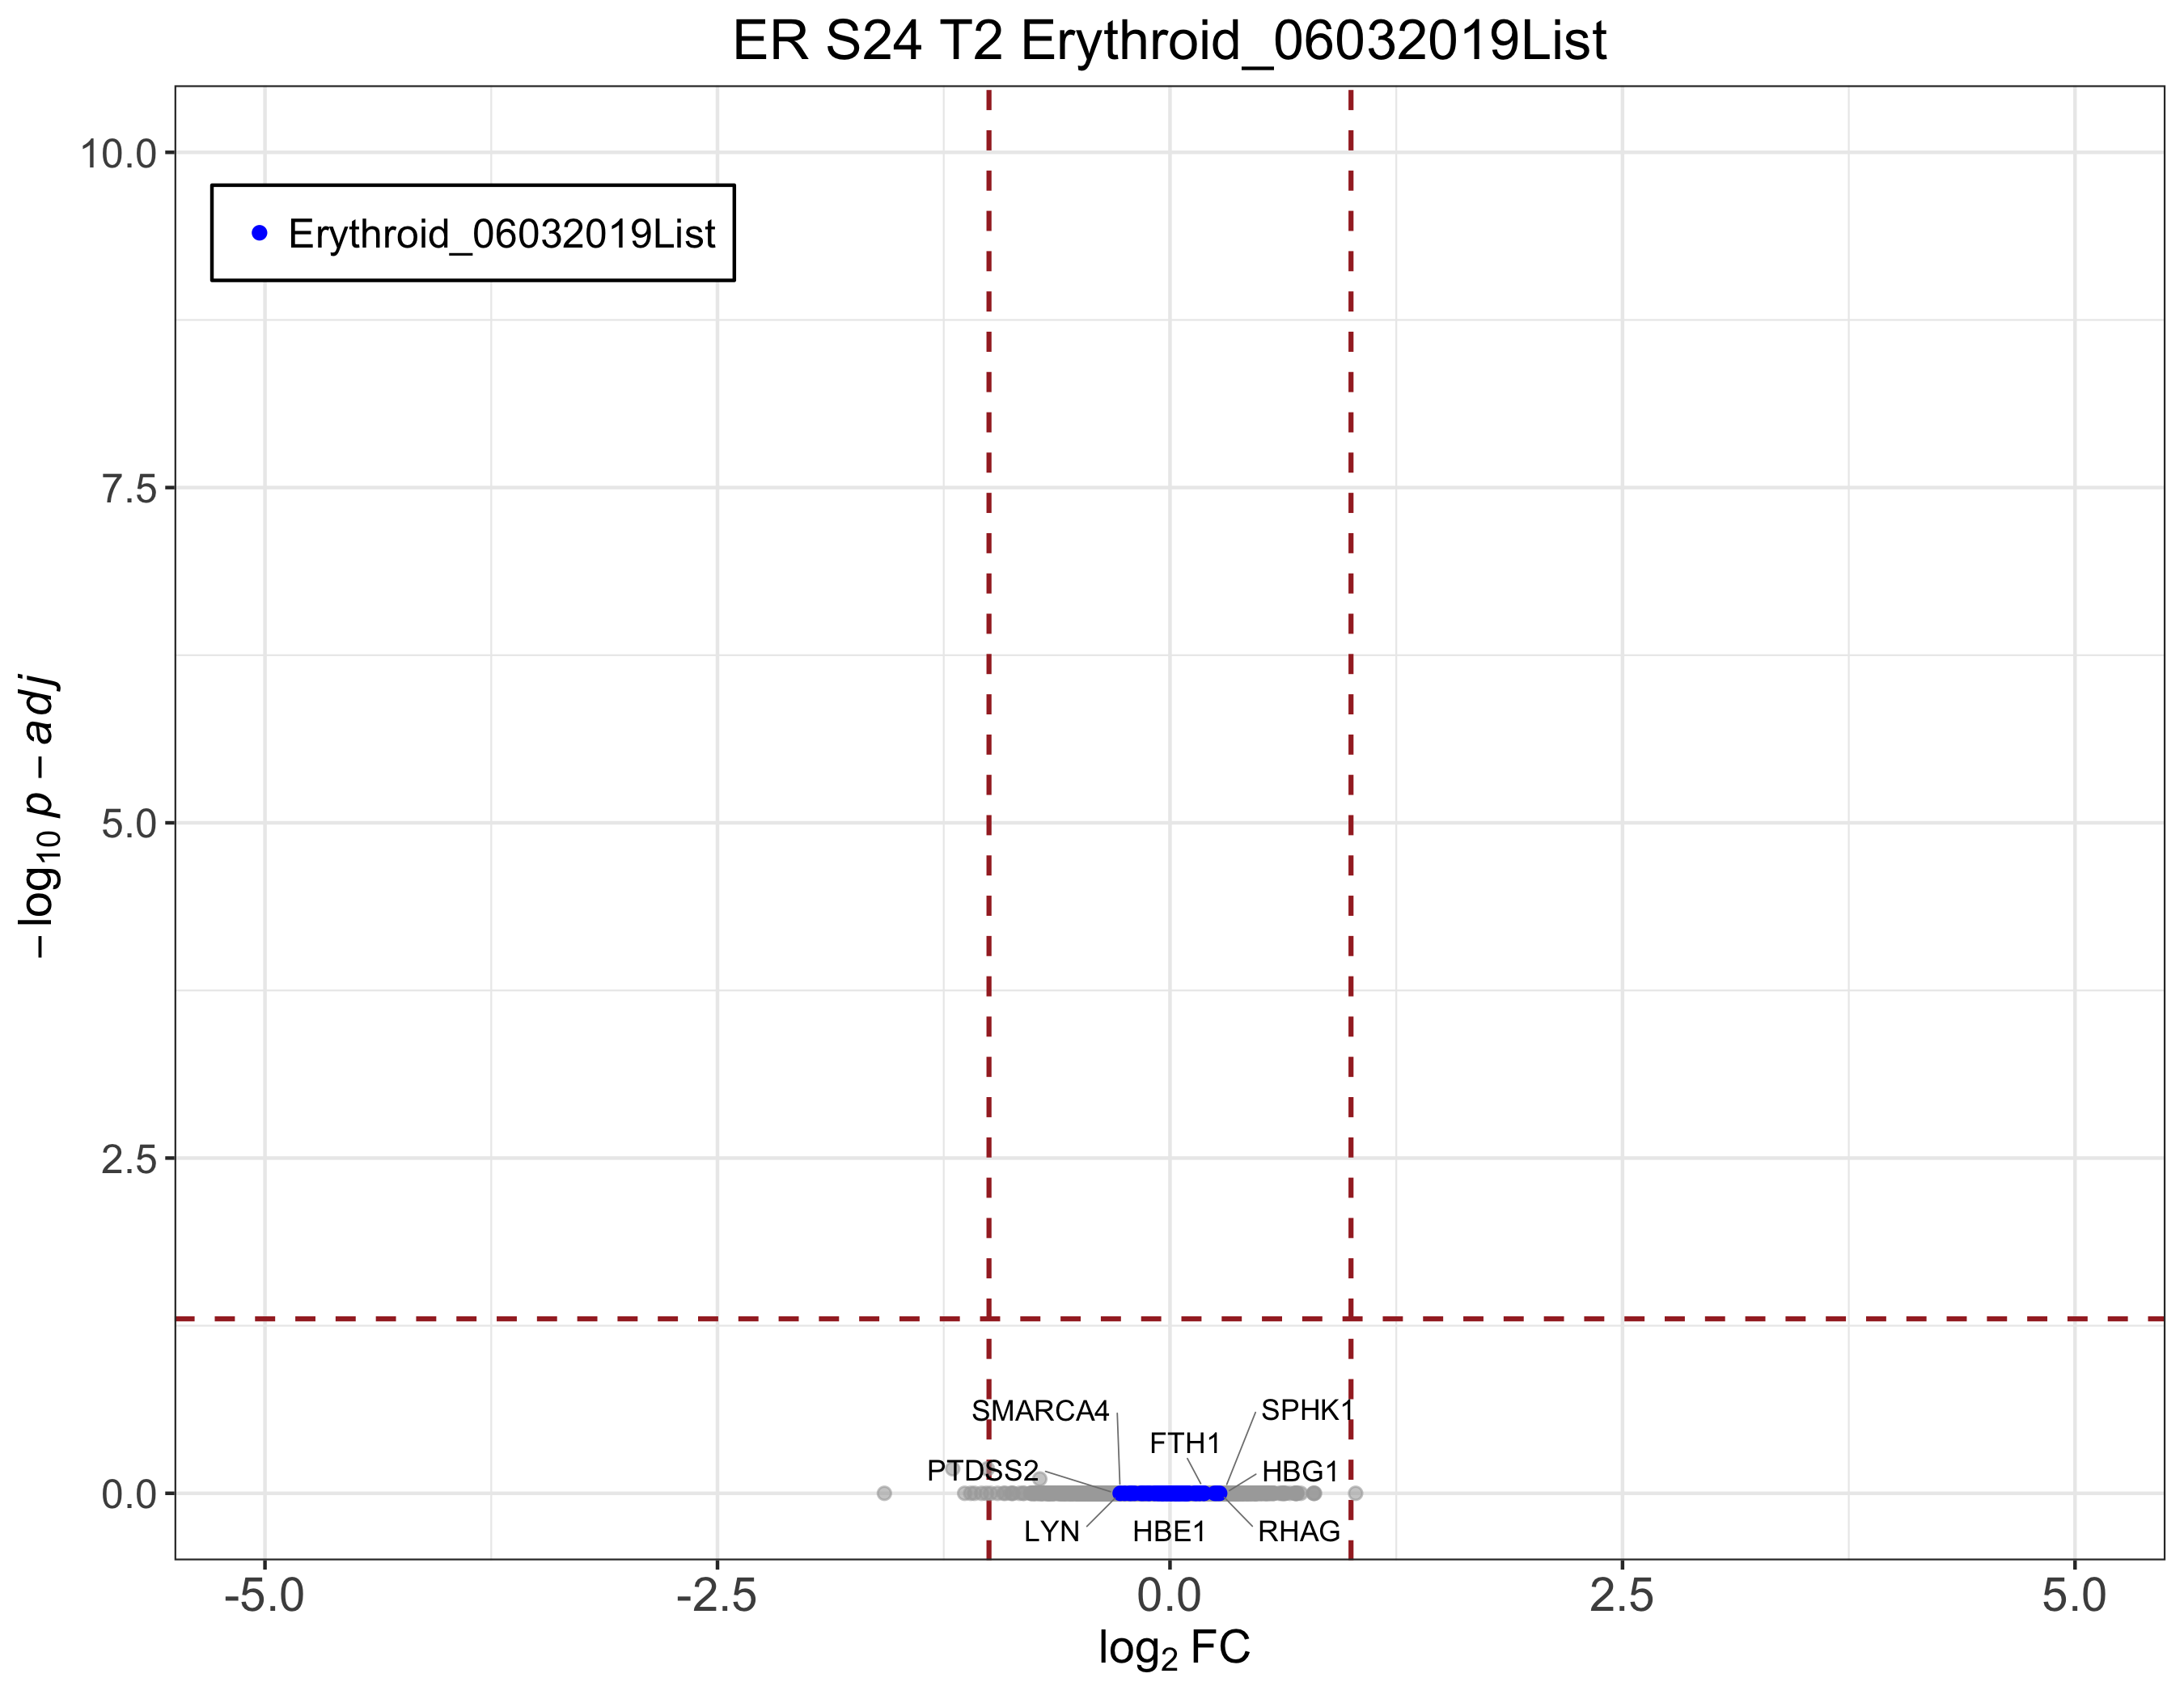 ER S24 T2 Erythroid_06032019List
10.0
Erythroid_06032019List
7.5
5.0
2.5
0.0
−log10 p − adj
SMARCA4
SPHK1
FTH1
PTDSS2
HBG1
LYN
HBE1
RHAG
-5.0
-2.5
0.0
2.5
5.0
log2 FC